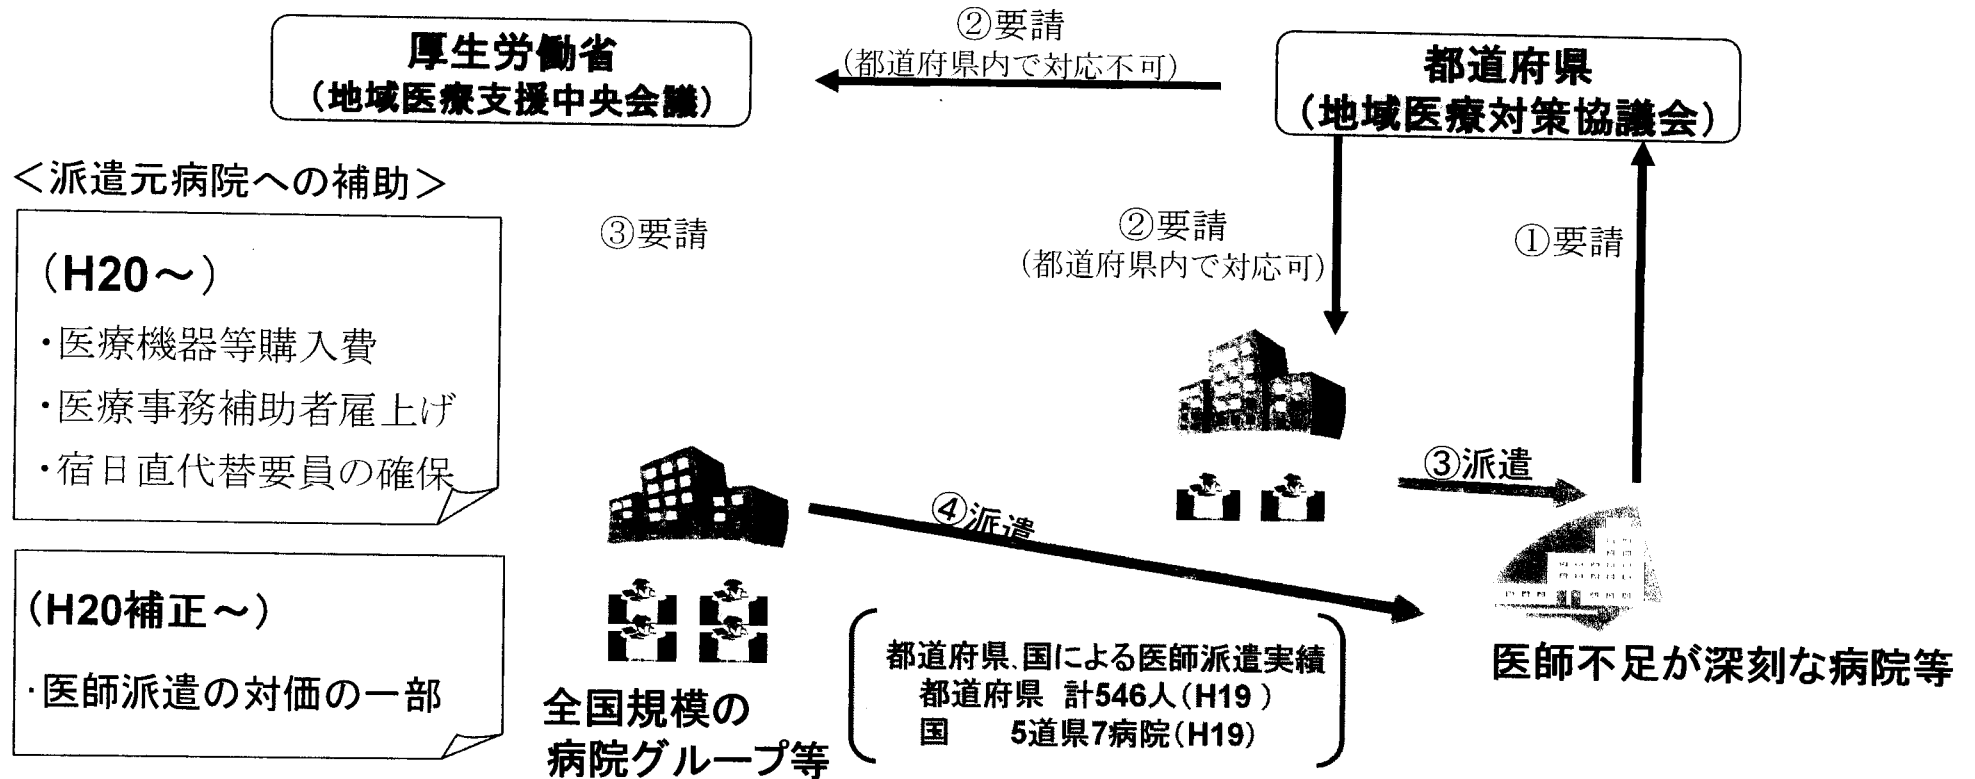 厚生労働省
（地域医療支援中央会議）
②要請
（都道府県内で対応不可）
都道府県
（地域医療対策協議会）
＜派遣元病院への補助＞
（H20～）
・医療機器等購入費
・医療事務補助者雇上げ
・宿日直代替要員の確保
（H20補正～）
・医師派遣の対価の一部
③要請
②要請
（都道府県内で対応可）
①要請
③派遣
④派遣
全国規模の
病院グループ等
都道府県、国による医師派遣実績
都道府県 計546人（H19）
国 5道県7病院（H19）
医師不足が深刻な病院等